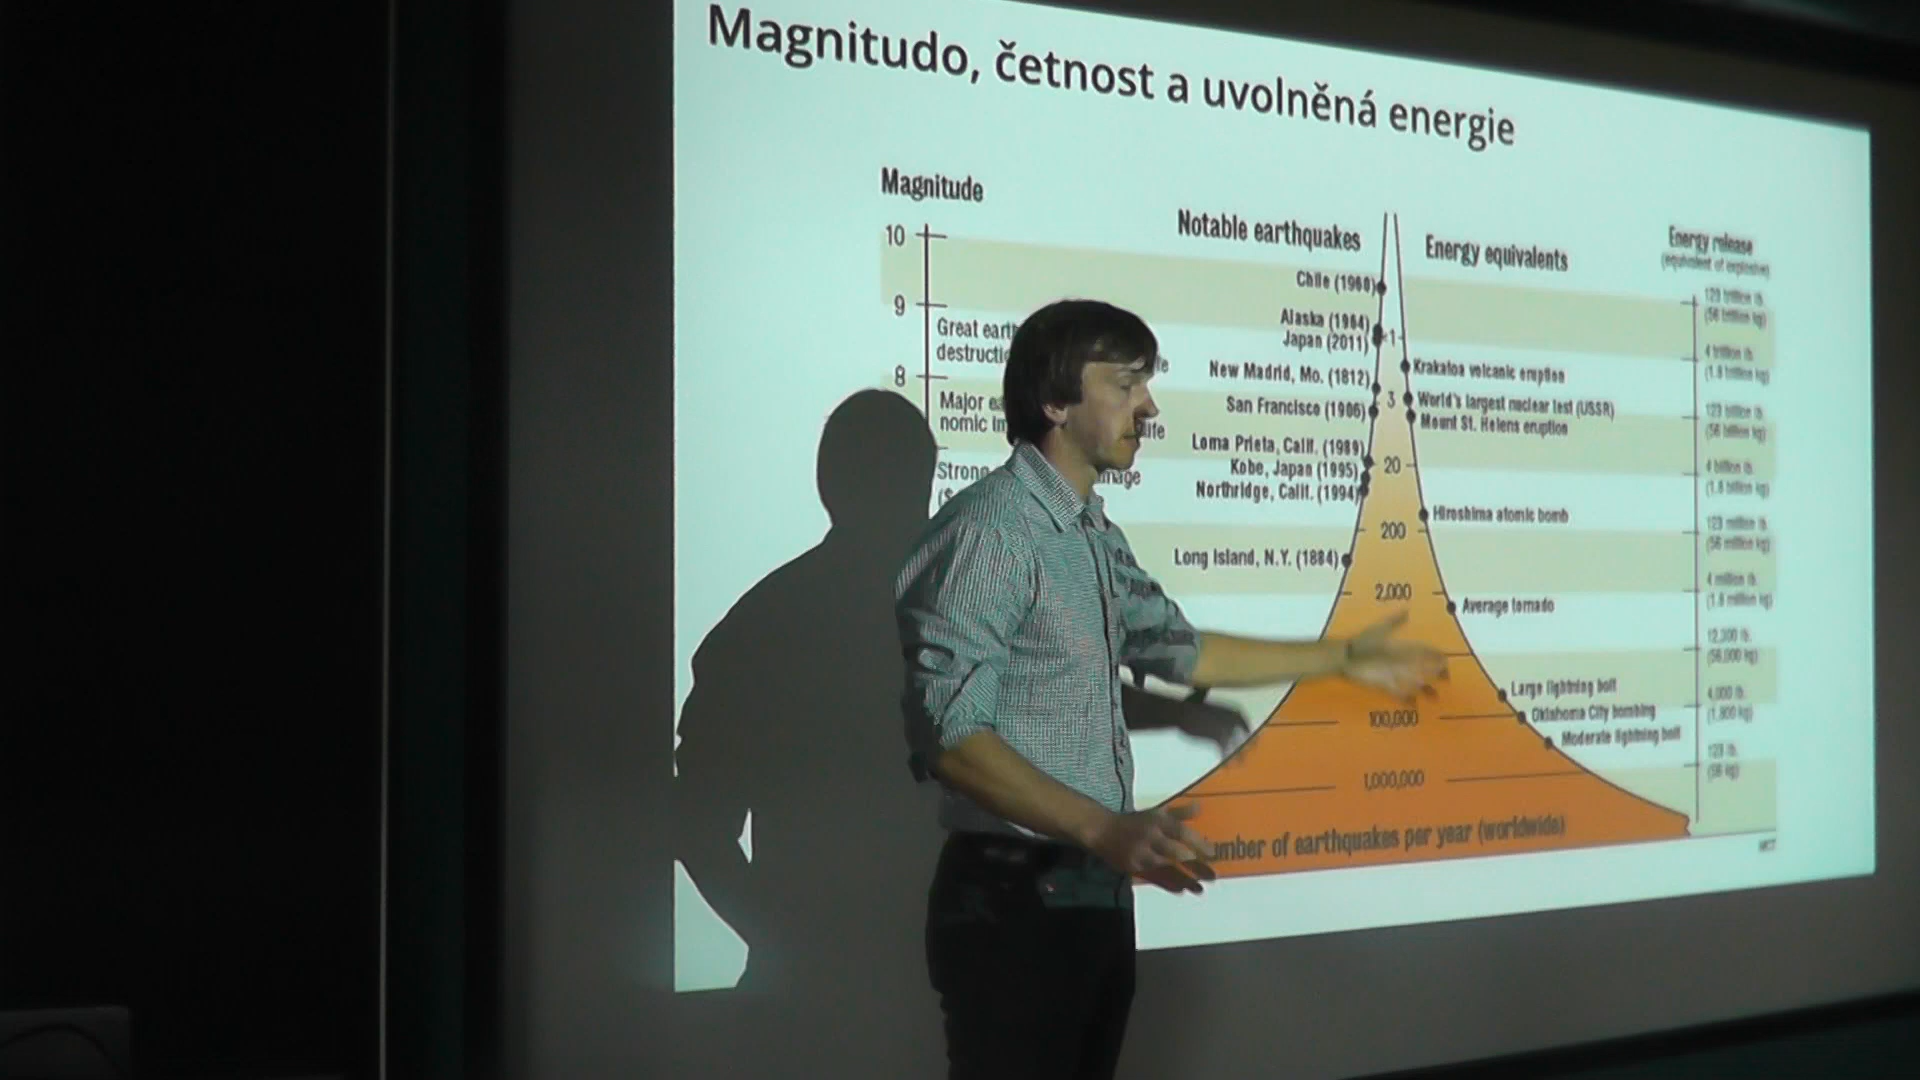 Magnitudo, četnost a uvolněná energie
Magnitude
10
9
8
Great
destructi
Major
nomic im
life
Strong
($
Notable earthquakes
Chile (1960)
Alaska (1964)
Japan (2011)
New Madrid, Mo. (1812)
San Francisco (1906)
Loma Prieta, Calif. (1989)
Kobe, Japan (1995)
Northridge, Calif. (1994)
Long Island, N.Y. (1884)
1
3
20
200
2,000
100,000
1,000,000
umber of earthquakes per year (worldwide)
Energy equivalents
Krakatoa volcanic eruption
World's largest nuclear test (USSR)
Mount St. Helens eruption
Hiroshima atomic bomb
Average tornado
Large lightning bolt
Oklahoma City bombing
Moderate lightning bolt
Energy release
(equivalent of explosive)
123 trillion lb.
(56 trillion kg)
4 trillion lb.
(1.8 trillion kg)
123 billion lb.
(56 billion kg)
4 billion lb.
(1.8 billion kg)
123 million lb.
(56 million kg)
4 million lb.
(1.8 million kg)
12,300 lb.
(56,000 kg)
4,000 lb.
(1,800 kg)
123 lb.
(56 kg)
MCT